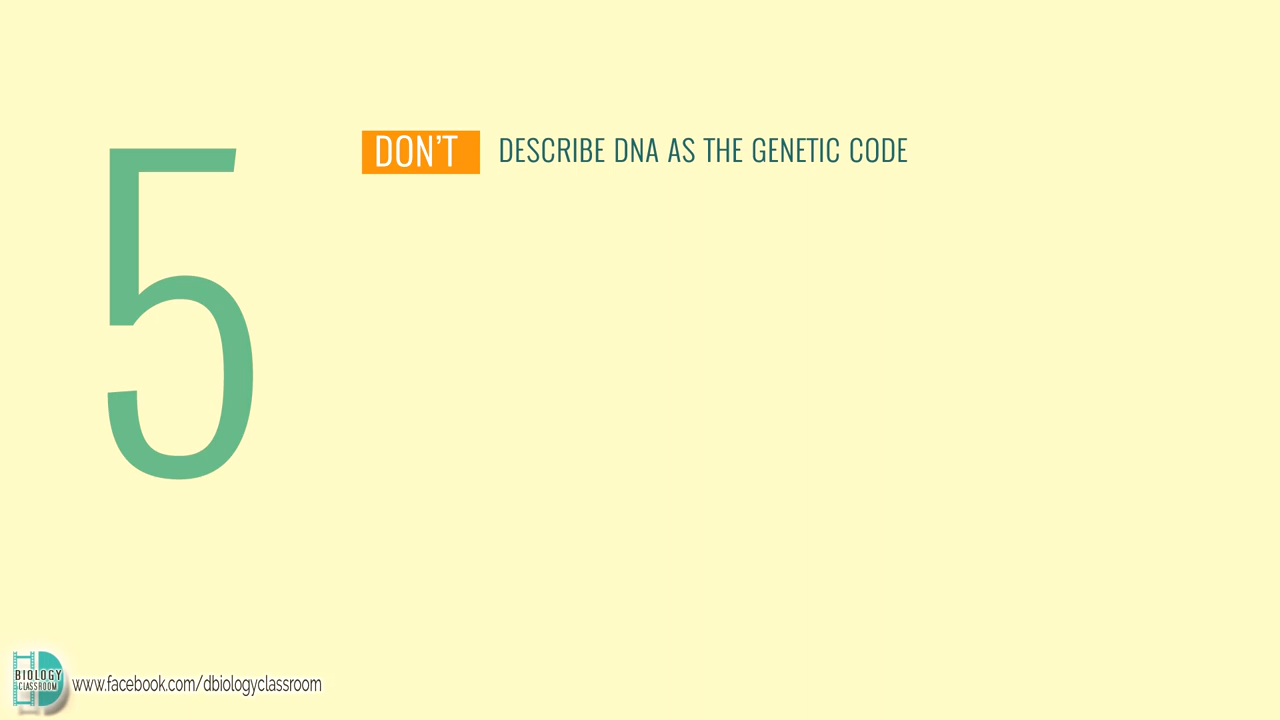 5
DON'T DESCRIBE DNA AS THE GENETIC CODE
BIOLOGY
CLASSROOM
www.facebook.com/dbiologyclassroom